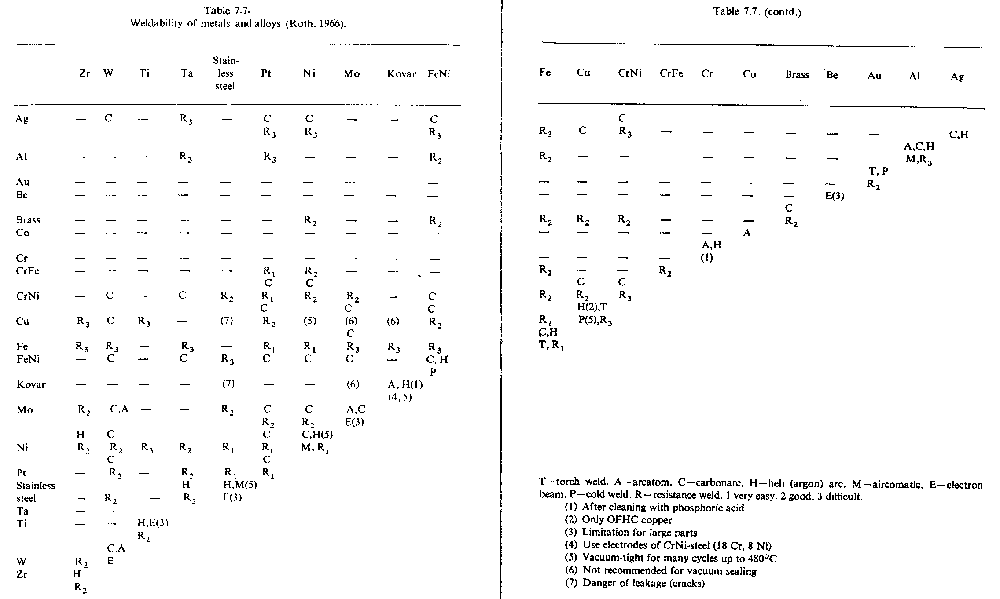 Table 7.7.
Weldability of metals and alloys (Roth, 1966).
Stain-
Zr W Ti Ta less Pt Ni Mo Kovar FeNi
steel
Ag — C — R3 — C C — — C
R3 R3 R3
Al — — — R3 — R3 — — — R2
Au — — — — — — — — — —
Be — — — — — — — — — —
Brass — — — — — — R2 — — R2
Co — — — — — — — — — —
Cr — — — — — — — — — —
CrFe — — — — — R1 R2 — — —
C C
CrNi — C — C R2 R1 R2 R2 — C
C C C
Cu R3 C R3 — (7) R2 (5) (6) (6) R2
C
Fe R3 R3 — R3 — R1 R1 R3 R3 R3
FeNi — C — C R3 C C C — C, H
P
Kovar — — — — (7) — — (6) A, H(1)
(4, 5)
Mo R2 C,A — — R2 C C A,C
R2 R2 E(3)
H C C C,H(5)
Ni R2 R2 R3 R2 R1 R1 M, R1
C C
Pt — R2 — R2 R1 R1
Stainless H H,M(5)
steel — R2 — R2 E(3)
Ta — — — —
Ti — — H,E(3)
R2
C,A
W R2 E
Zr H
R2
Table 7.7. (contd.)
Fe Cu CrNi CrFe Cr Co Brass Be Au Al Ag
C
R3 C R3 — — — — — — C,H
A,C,H
R2 — — — — — — — M,R3
T, P
— — — — — — — — R2
— — — — — — — E(3)
C
R2 R2 R2 — — — R2
— — — — — A
A,H
— — — — (1)
R2 — — R2
C C
R2 R2 R3
H(2),T
R2 P(5),R3
C,H
T, R1
T—torch weld. A—arcatom. C—carbonarc. H—heli (argon) arc. M—aircomatic. E—electron
beam. P—cold weld. R—resistance weld. 1 very easy. 2 good. 3 difficult.
(1) After cleaning with phosphoric acid
(2) Only OFHC copper
(3) Limitation for large parts
(4) Use electrodes of CrNi-steel (18 Cr, 8 Ni)
(5) Vacuum-tight for many cycles up to 480°C
(6) Not recommended for vacuum sealing
(7) Danger of leakage (cracks)